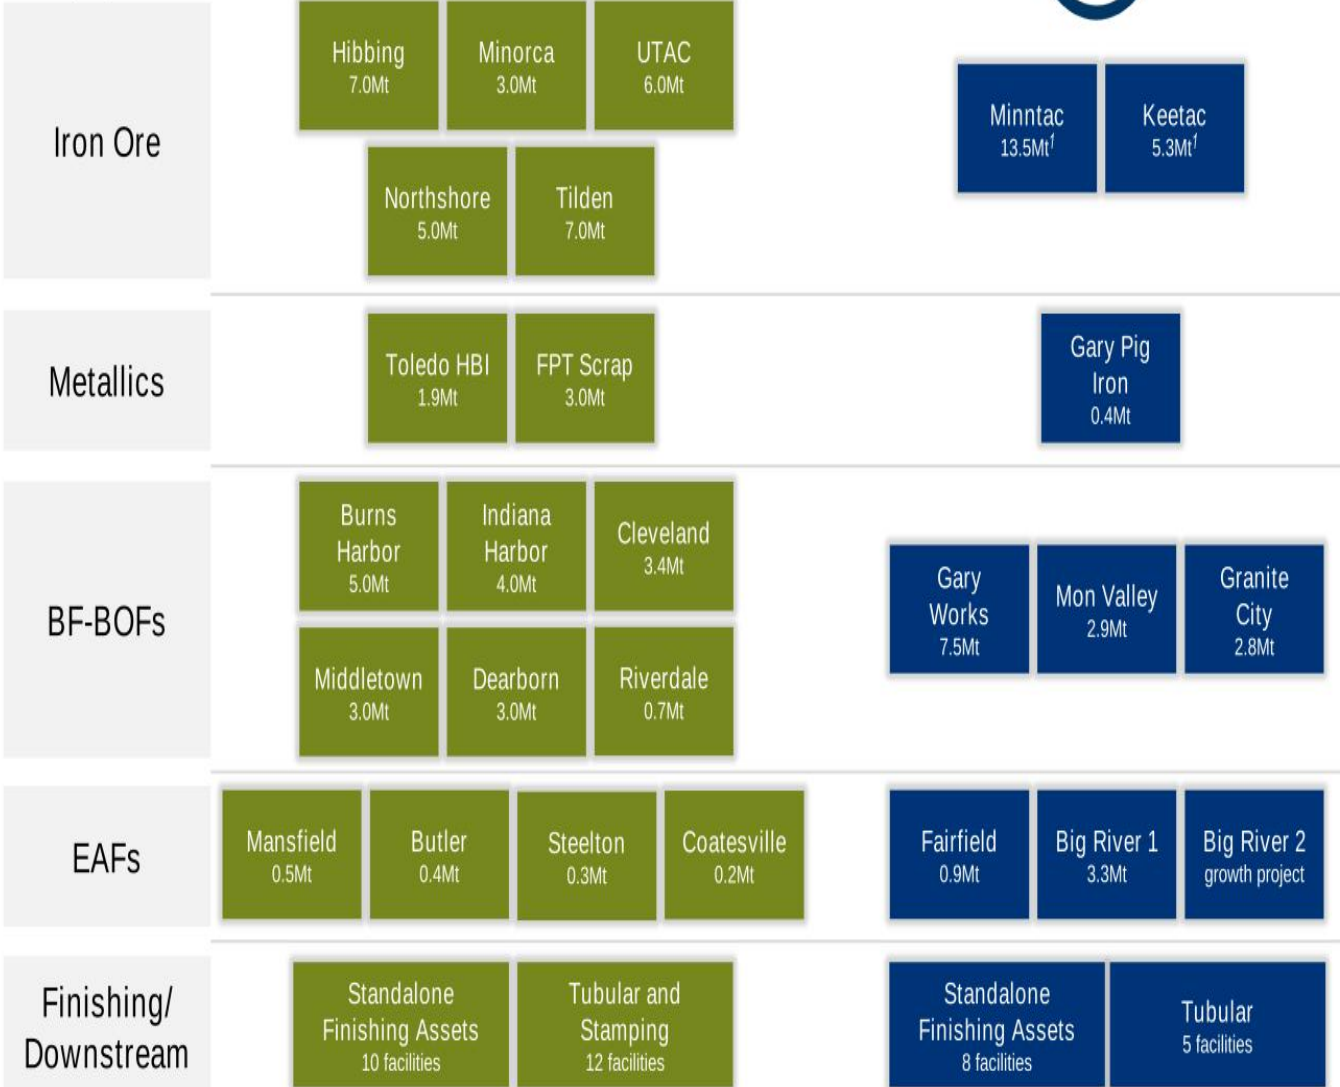 Iron Ore
Hibbing
7.0Mt
Minorca
3.0Mt
UTAC
6.0Mt
Northshore
5.0Mt
Tilden
7.0Mt
Minntac
13.5Mt¹
Keetac
5.3Mt¹
Metallics
Toledo HBI
1.9Mt
FPT Scrap
3.0Mt
Gary Pig
Iron
0.4Mt
BF-BOFs
Burns
Harbor
5.0Mt
Indiana
Harbor
4.0Mt
Cleveland
3.4Mt
Middletown
3.0Mt
Dearborn
3.0Mt
Riverdale
0.7Mt
Gary
Works
7.5Mt
Mon Valley
2.9Mt
Granite
City
2.8Mt
EAFs
Mansfield
0.5Mt
Butler
0.4Mt
Steelton
0.3Mt
Coatesville
0.2Mt
Fairfield
0.9Mt
Big River 1
3.3Mt
Big River 2
growth project
Finishing/
Downstream
Standalone
Finishing Assets
10 facilities
Tubular and
Stamping
12 facilities
Standalone
Finishing Assets
8 facilities
Tubular
5 facilities